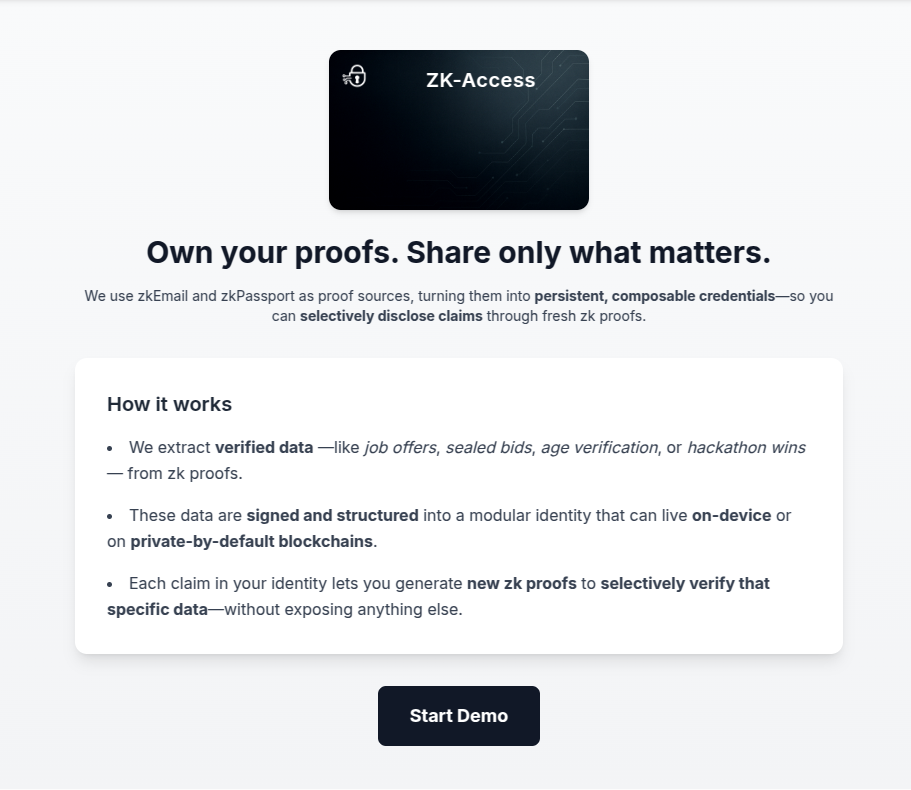 ZK-Access
Own your proofs. Share only what matters.
We use zkEmail and zkPassport as proof sources, turning them into persistent, composable credentials—so you
can selectively disclose claims through fresh zk proofs.
How it works
• We extract verified data —like job offers, sealed bids, age verification, or hackathon wins
— from zk proofs.
• These data are signed and structured into a modular identity that can live on-device or
on private-by-default blockchains.
• Each claim in your identity lets you generate new zk proofs to selectively verify that
specific data—without exposing anything else.
Start Demo